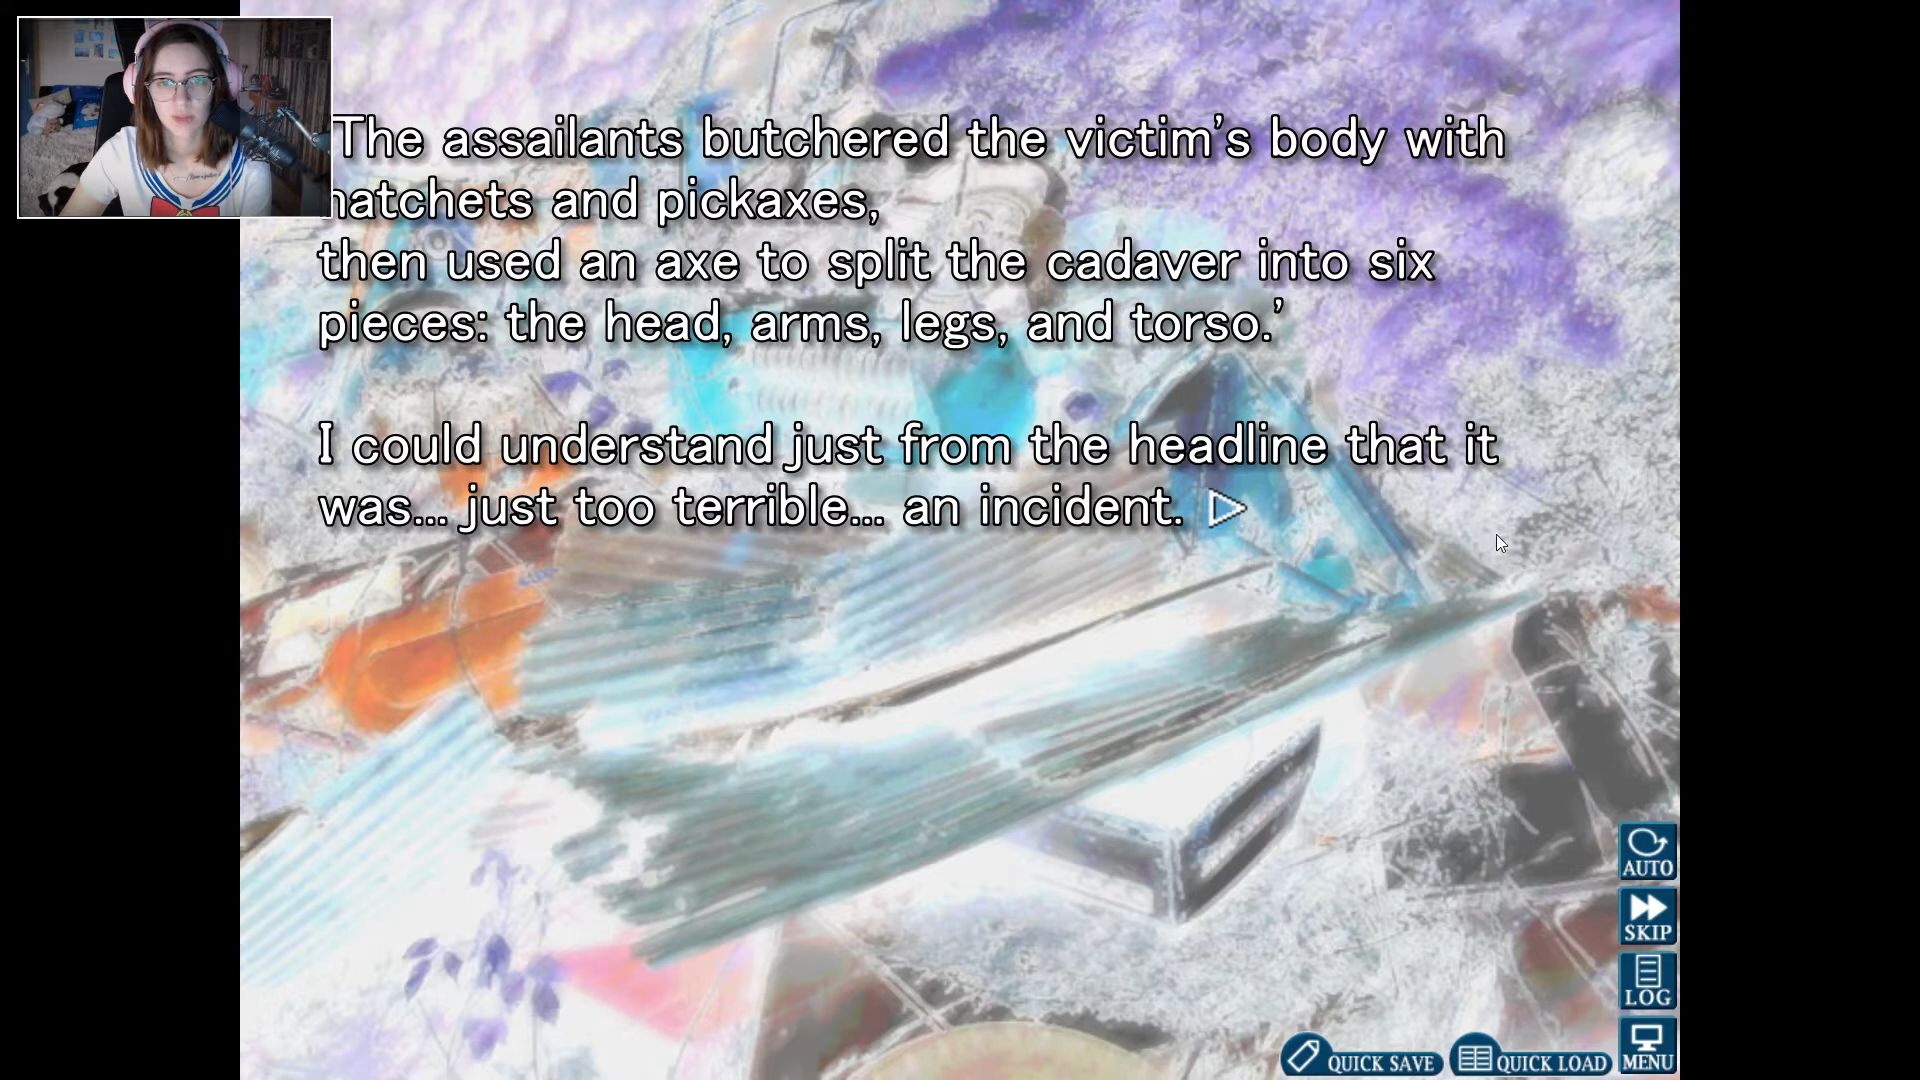 'The assailants butchered the victim's body with
hatchets and pickaxes,
then used an axe to split the cadaver into six
pieces: the head, arms, legs, and torso.'
I could understand just from the headline that it
was... just too terrible... an incident.
AUTO
SKIP
LOG
MENU
QUICK SAVE
QUICK LOAD